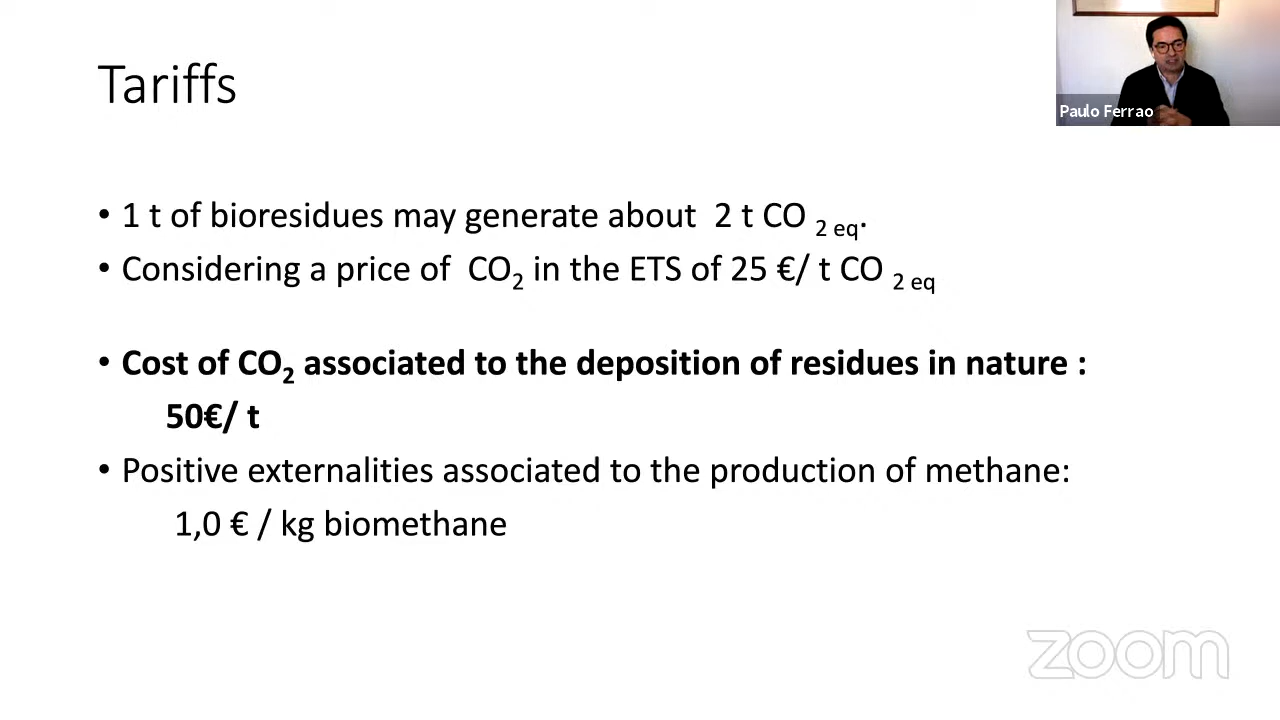 Tariffs
Paulo Ferrao
• 1 t of bioresidues may generate about 2 t CO 2 eq.
• Considering a price of CO2 in the ETS of 25 €/ t CO 2 eq
• Cost of CO2 associated to the deposition of residues in nature :
50€/ t
• Positive externalities associated to the production of methane:
1,0 € / kg biomethane
zoom